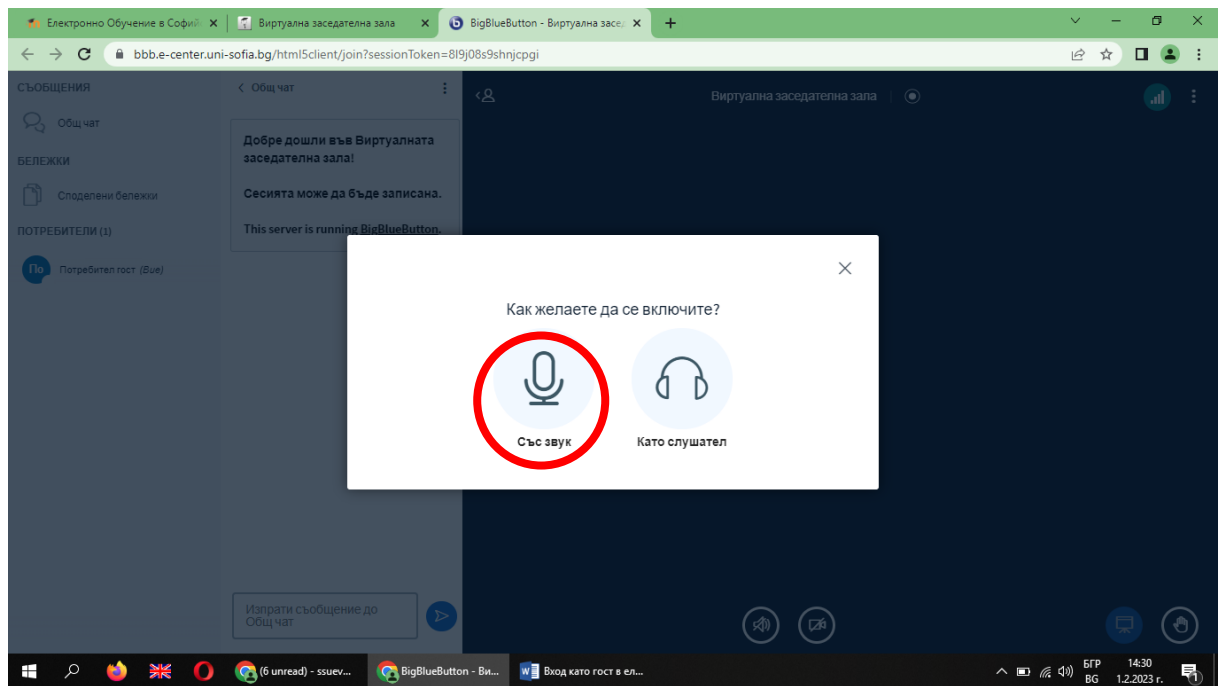 Електронно Обучение в Софий
Виртуална заседателна зала
BigBlueButton - Виртуална засед
bbb.e-center.uni-sofia.bg/html5client/join?sessionToken=8l9j08s9shnjcpgi
СЪОБЩЕНИЯ
Общ чат
БЕЛЕЖКИ
Споделени бележки
ПОТРЕБИТЕЛИ (1)
По
Потребител гост (Вие)
Общ чат
Добре дошли във Виртуалната
заседателна зала!
Сесията може да бъде записана.
This server is running BigBlueButton.
Виртуална заседателна зала
Как желаете да се включите?
Със звук
Като слушател
Изпрати съобщение до
Общ чат
(6 unread) - ssuev...
BigBlueButton - Ви...
Вход като гост в ел...
БГР
BG
14:30
1.2.2023 г.
1